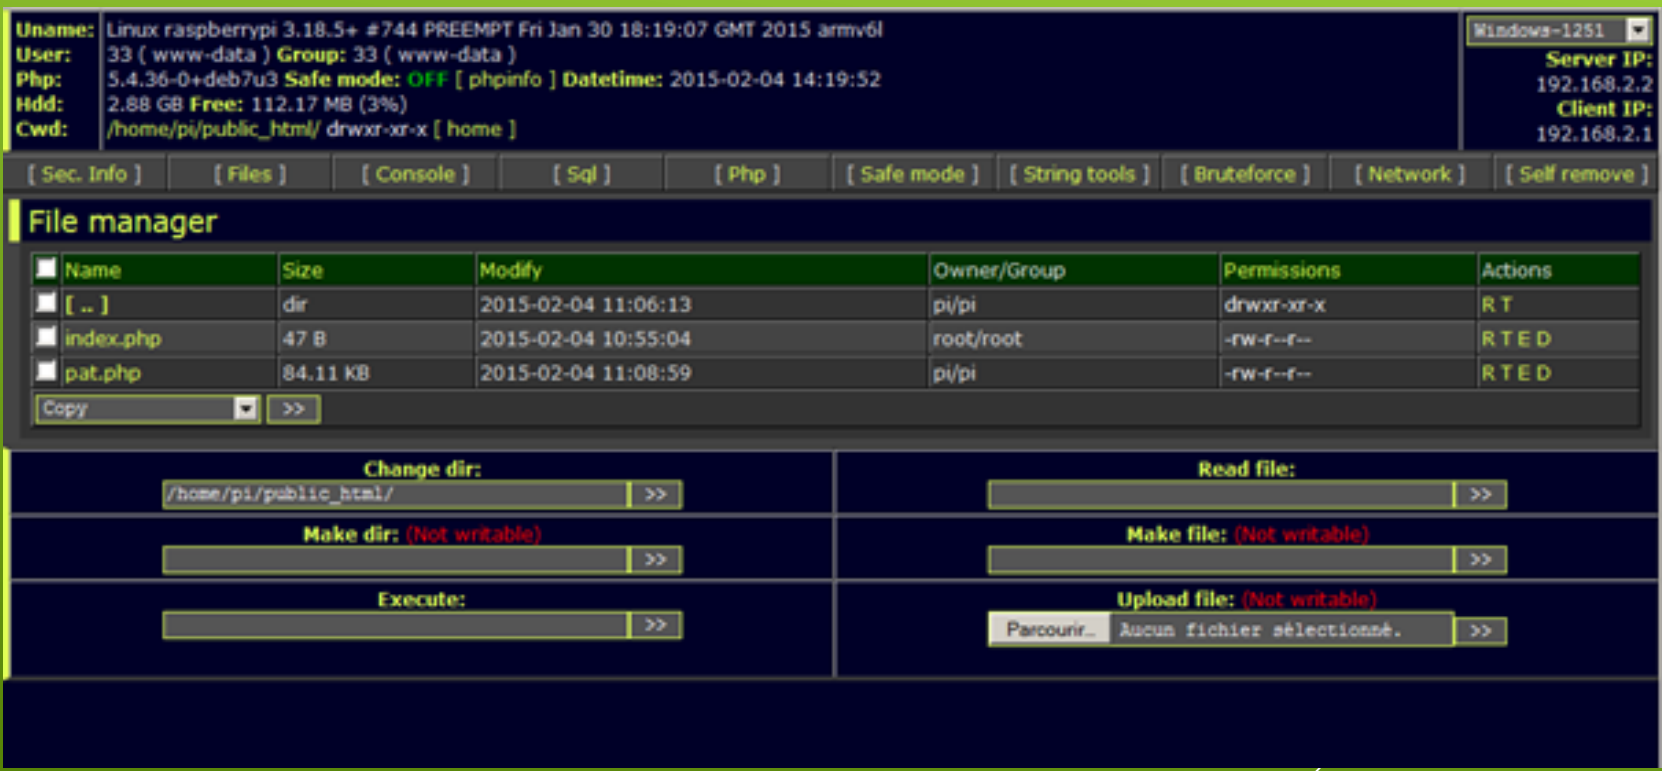 Uname: Linux raspberrypi 3.18.5+ #744 PREEMPT Fri Jan 30 18:19:07 GMT 2015 armv6l Windows-1251
User: 33 ( www-data ) Group: 33 ( www-data ) Server IP:
Php: 5.4.36-0+deb7u3 Safe mode: OFF [ phpinfo ] Datetime: 2015-02-04 14:19:52 192.168.2.2
Hdd: 2.88 GB Free: 112.17 MB (3%) Client IP:
Cwd: /home/pi/public_html/ drwxr-xr-x [ home ] 192.168.2.1
[ Sec. Info ] [ Files ] [ Console ] [ Sql ] [ Php ] [ Safe mode ] [ String tools ] [ Bruteforce ] [ Network ] [ Self remove ]
File manager
Name Size Modify Owner/Group Permissions Actions
[ .. ] dir 2015-02-04 11:06:13 pi/pi drwxr-xr-x R T
index.php 47 B 2015-02-04 10:55:04 root/root -rw-r--r-- R T E D
pat.php 84.11 KB 2015-02-04 11:08:59 pi/pi -rw-r--r-- R T E D
Copy >>
Change dir: Read file:
/home/pi/public_html/ >> >>
Make dir: (Not writable) Make file: (Not writable)
>> >>
Execute: Upload file: (Not writable)
>> Parcourir... Aucun fichier sélectionné. >>